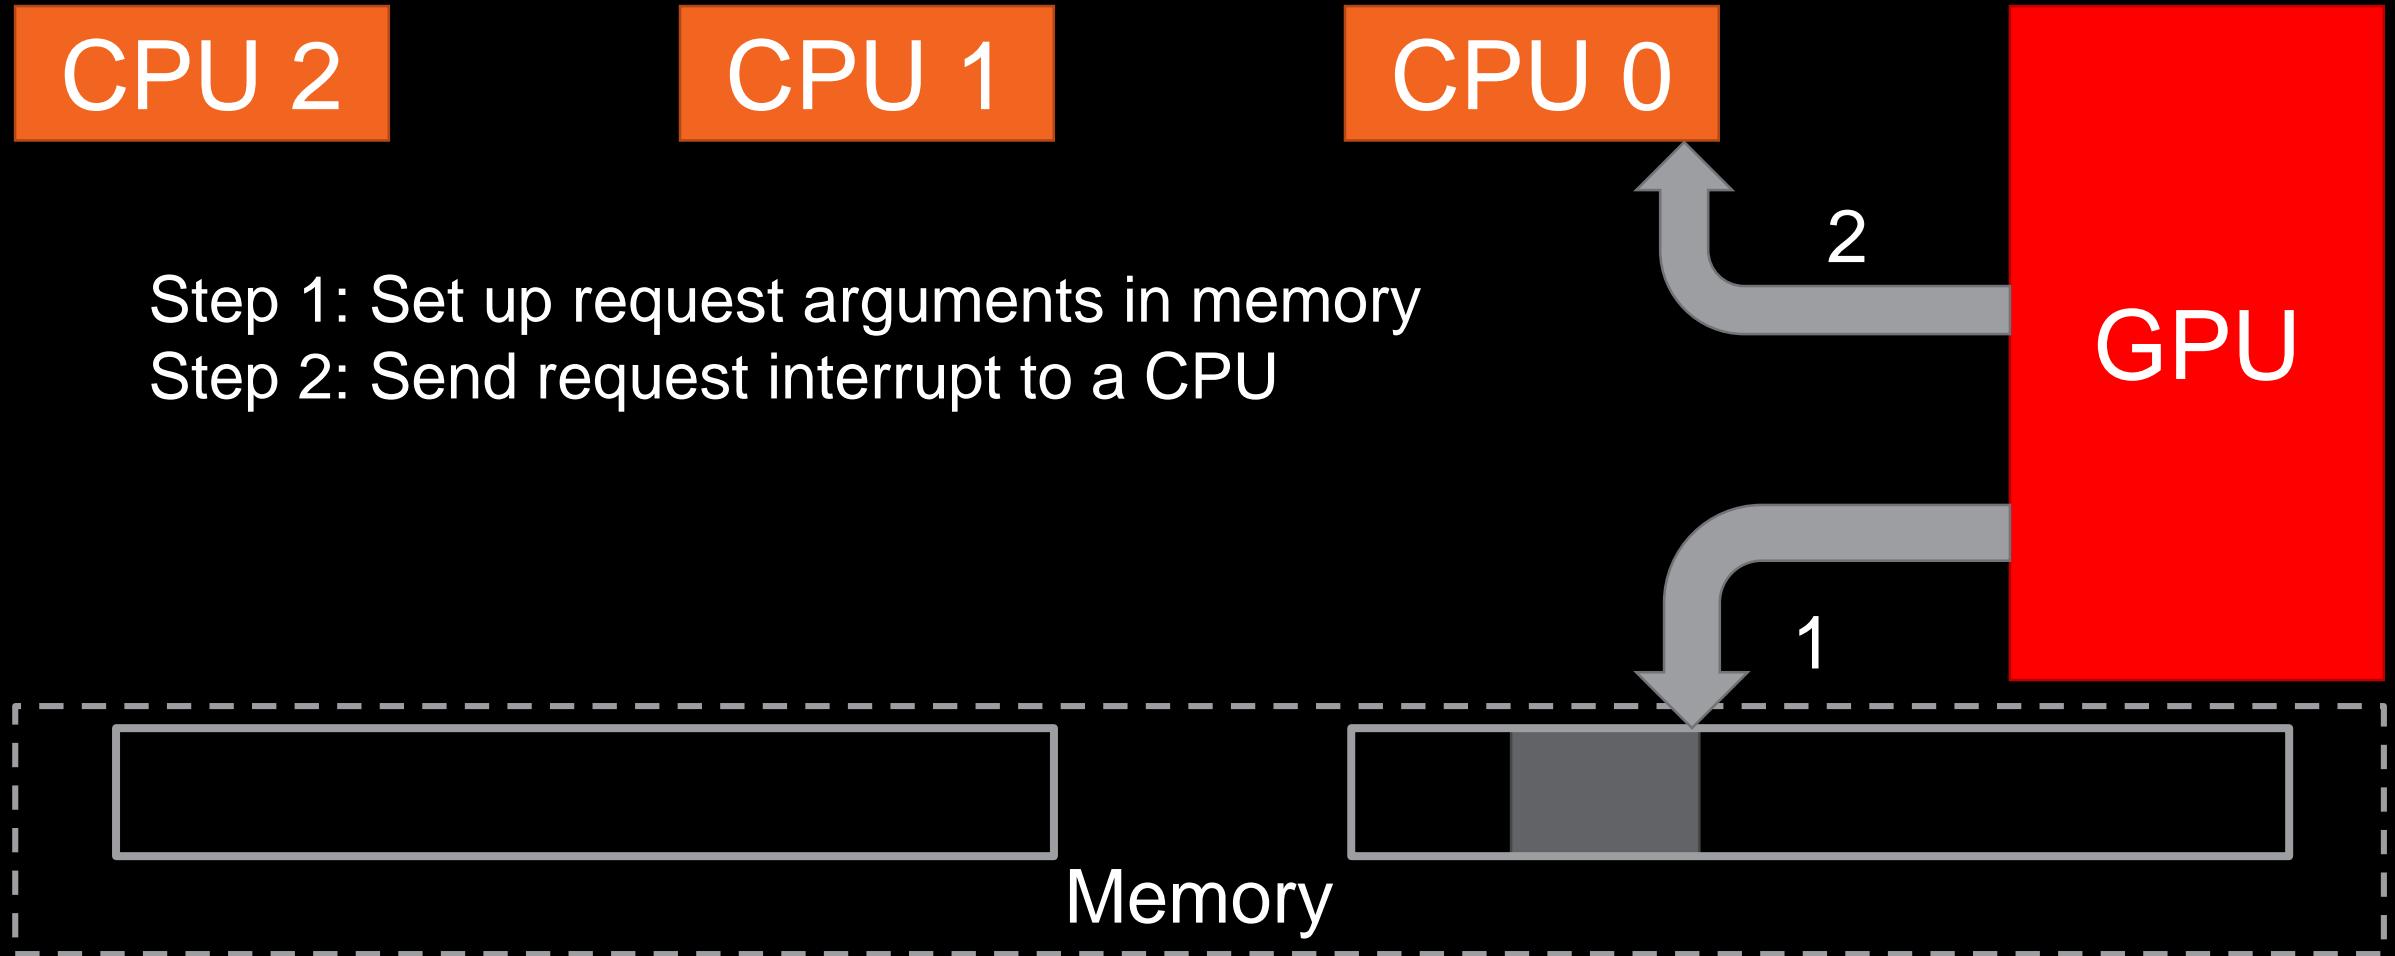 CPU 2
CPU 1
CPU 0
2
Step 1: Set up request arguments in memory
Step 2: Send request interrupt to a CPU
GPU
1
Memory